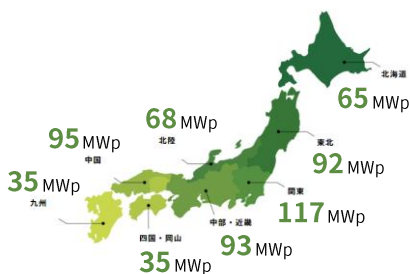 北海道
65 MWp
68 MWp
北陸
95 MWp
中国
東北
92 MWp
35 MWp
九州
関東
117 MWp
中部・近畿
93 MWp
四国・岡山
35 MWp